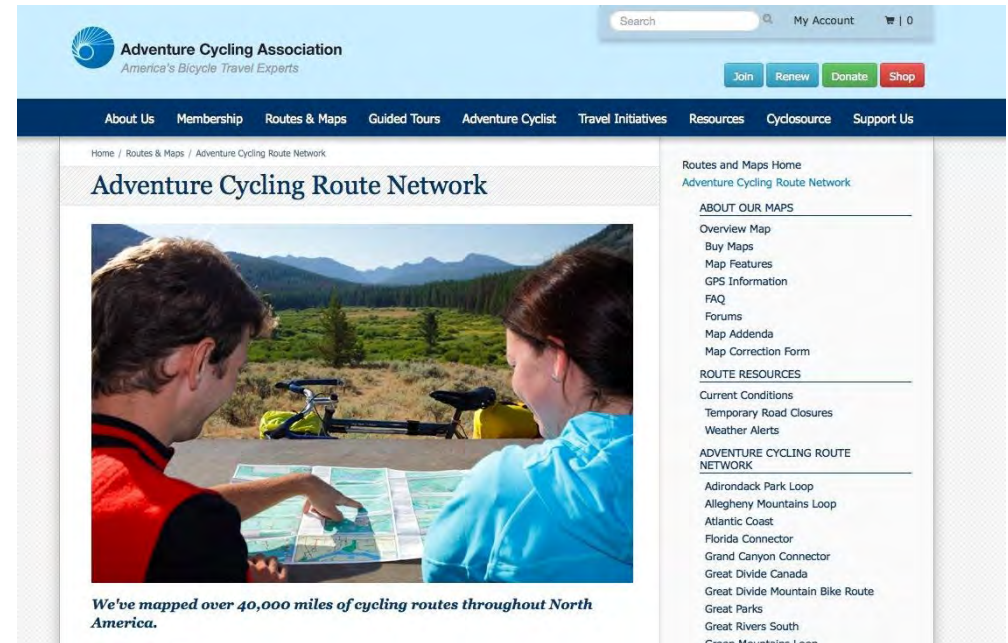 Search
My Account
| 0
Adventure Cycling Association
America's Bicycle Travel Experts
Join
Renew
Donate
Shop
About Us
Membership
Routes & Maps
Guided Tours
Adventure Cyclist
Travel Initiatives
Resources
Cyclosource
Support Us
Home / Routes & Maps / Adventure Cycling Route Network
Adventure Cycling Route Network
We've mapped over 40,000 miles of cycling routes throughout North
America.
Routes and Maps Home
Adventure Cycling Route Network
ABOUT OUR MAPS
Overview Map
Buy Maps
Map Features
GPS Information
FAQ
Forums
Map Addenda
Map Correction Form
ROUTE RESOURCES
Current Conditions
Temporary Road Closures
Weather Alerts
ADVENTURE CYCLING ROUTE
NETWORK
Adirondack Park Loop
Allegheny Mountains Loop
Atlantic Coast
Florida Connector
Grand Canyon Connector
Great Divide Canada
Great Divide Mountain Bike Route
Great Parks
Great Rivers South
Green Mountains Loop